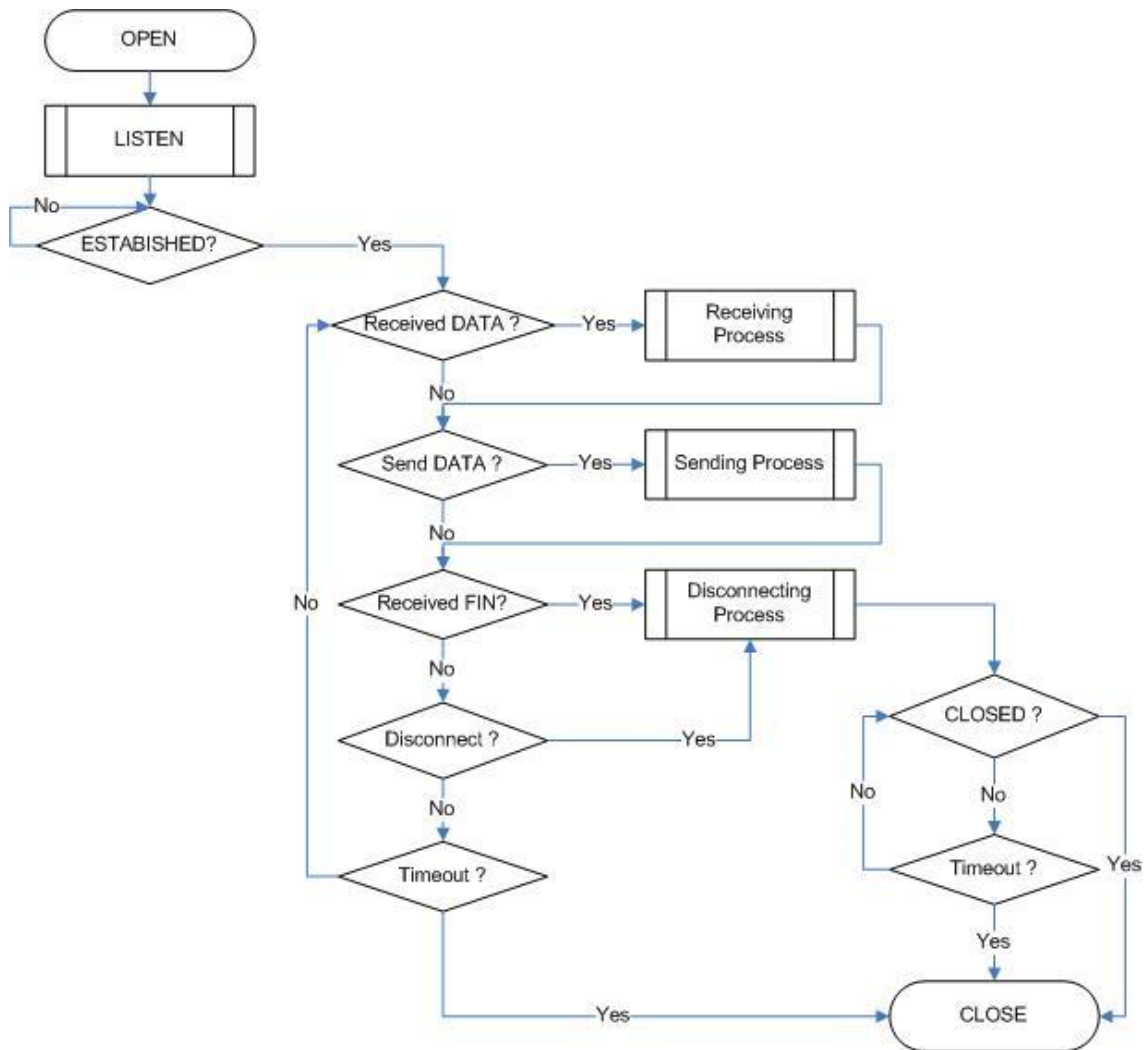 OPEN
LISTEN
No
ESTABISHED?
Yes
Received DATA ?
Yes
Receiving
Process
No
Send DATA ?
Yes
Sending Process
No
Received FIN?
Yes
Disconnecting
Process
No
No
Disconnect ?
Yes
CLOSED ?
No
No
No
Timeout ?
Timeout ?
Yes
Yes
Yes
CLOSE